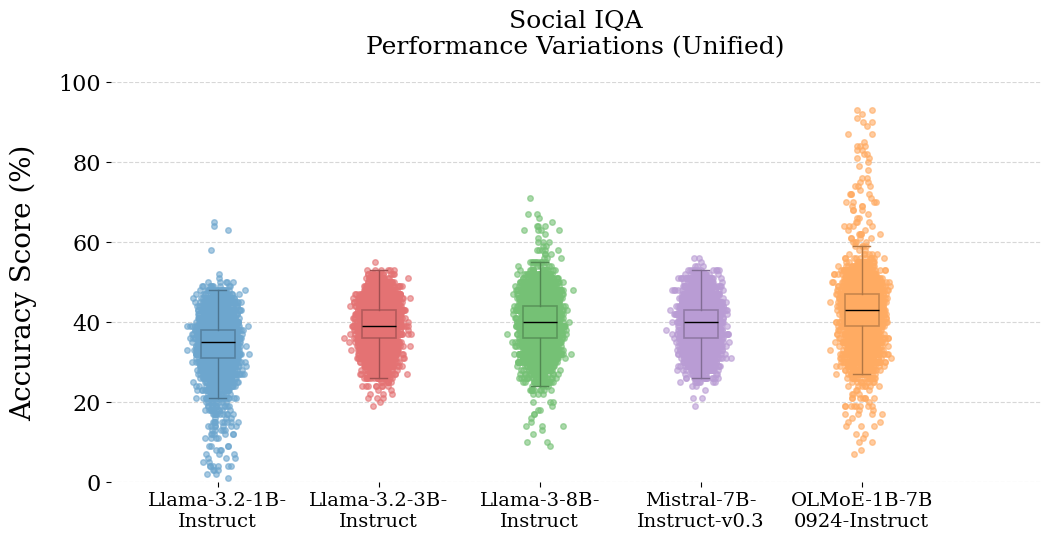 Social IQA
Performance Variations (Unified)
Accuracy Score (%)
100
80
60
40
20
0
Llama-3.2-1B-
Instruct
Llama-3.2-3B-
Instruct
Llama-3-8B-
Instruct
Mistral-7B-
Instruct-v0.3
OLMoE-1B-7B
0924-Instruct